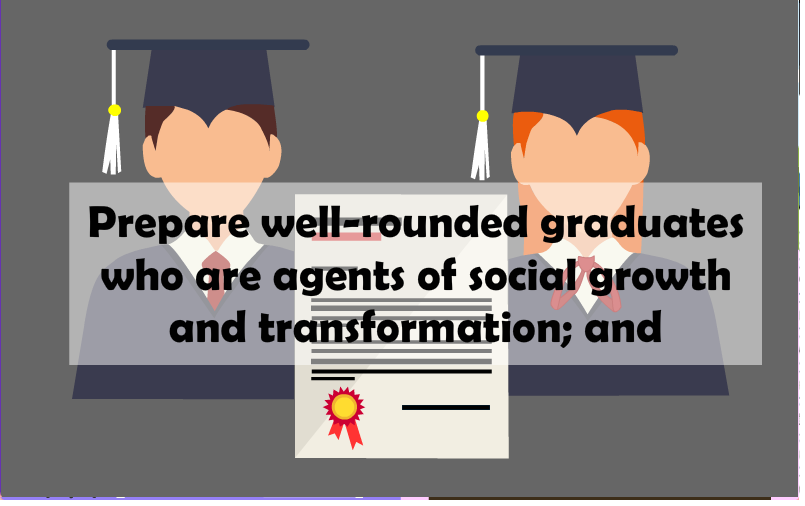 Prepare well-rounded graduates
who are agents of social growth
and transformation; and